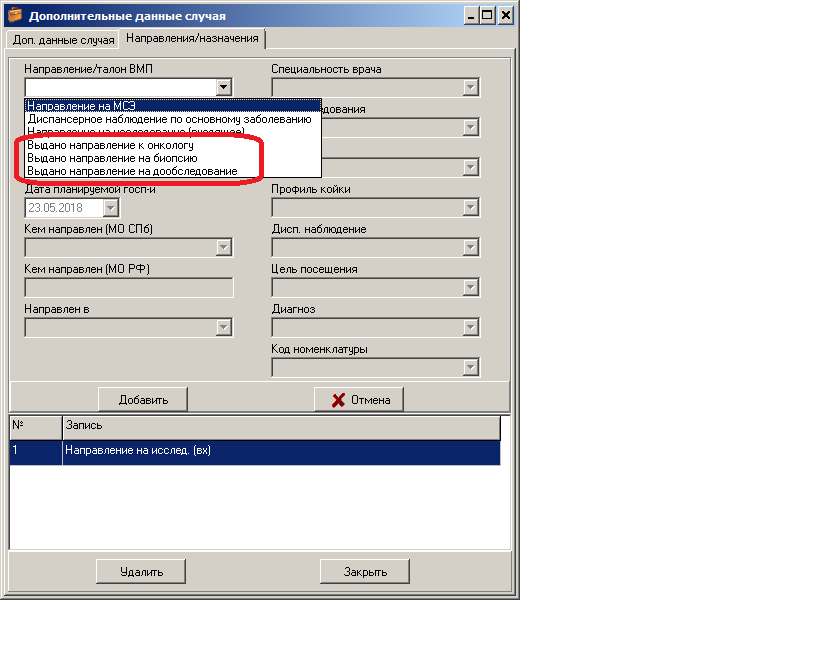 Дополнительные данные случая
Доп. данные случая
Направления/назначения
Направление/талон ВМП
Специальность врача
Направление на МСЭ
Диспансерное наблюдение по основному заболеванию
Направление на исследование (входящее)
Выдано направление к онкологу
Выдано направление на биопсию
Выдано направление на дообследование
Дата планируемой госп-и
Профиль койки
23.05.2018
Кем направлен (МО СПб)
Дисп. наблюдение
Кем направлен (МО РФ)
Цель посещения
Направлен в
Диагноз
Код номенклатуры
Добавить
Отмена
№
Запись
1
Направление на исслед. (вх)
Удалить
Закрыть